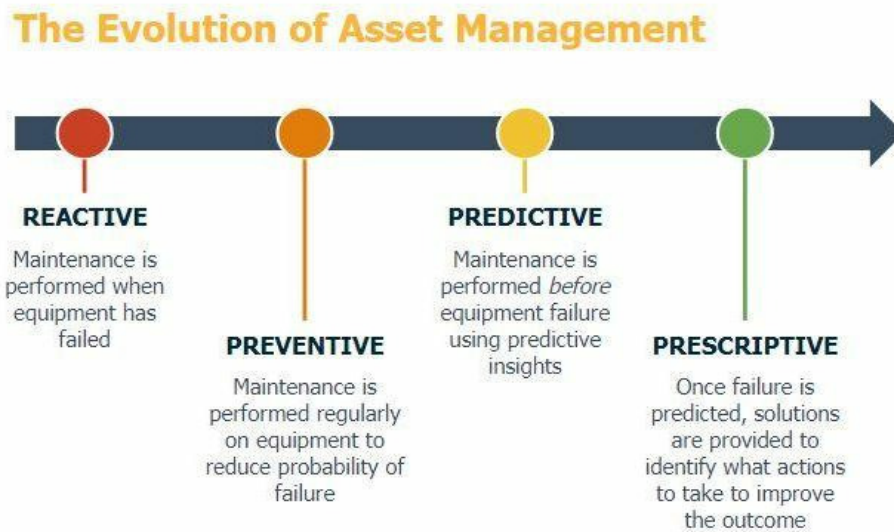 The Evolution of Asset Management
REACTIVE
Maintenance is
performed when
equipment has
failed
PREVENTIVE
Maintenance is
performed regularly
on equipment to
reduce probability of
failure
PREDICTIVE
Maintenance is
performed before
equipment failure
using predictive
insights
PRESCRIPTIVE
Once failure is
predicted, solutions
are provided to
identify what actions
to take to improve
the outcome